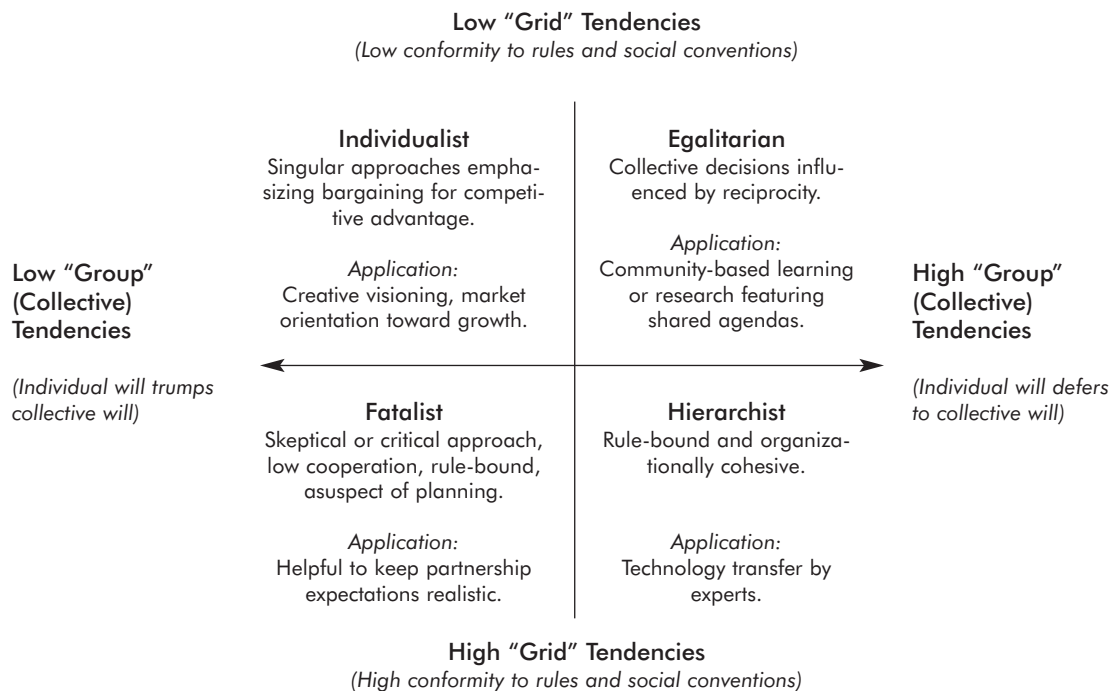 Low “Grid” Tendencies
(Low conformity to rules and social conventions)
Individualist
Singular approaches empha-
sizing bargaining for competi-
tive advantage.
Application:
Creative visioning, market
orientation toward growth.
Egalitarian
Collective decisions influ-
enced by reciprocity.
Application:
Community-based learning
or research featuring
shared agendas.
Low “Group”
(Collective)
Tendencies
(Individual will trumps
collective will)
High “Group”
(Collective)
Tendencies
(Individual will defers
to collective will)
Fatalist
Skeptical or critical approach,
low cooperation, rule-bound,
asuspect of planning.
Application:
Helpful to keep partnership
expectations realistic.
Hierarchist
Rule-bound and organiza-
tionally cohesive.
Application:
Technology transfer by
experts.
High “Grid” Tendencies
(High conformity to rules and social conventions)